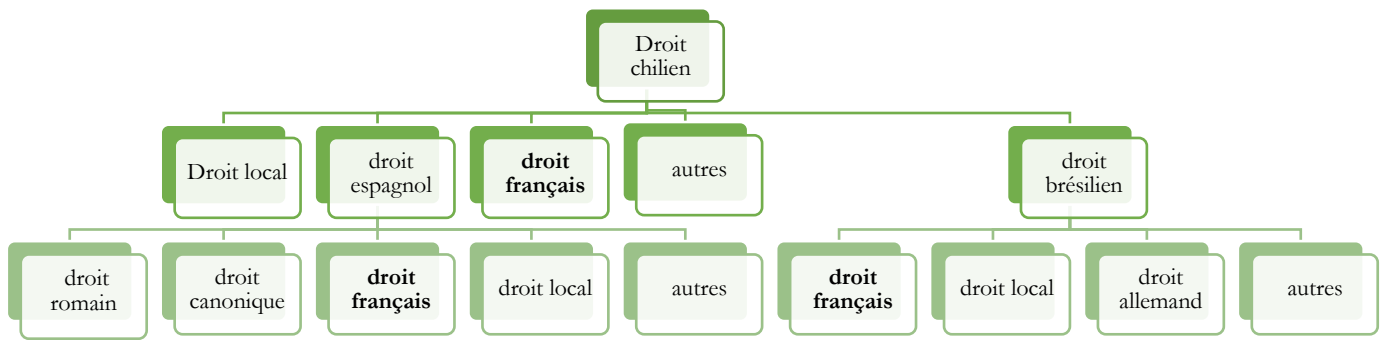 Droit
chilien
Droit local
droit
espagnol
droit
français
autres
droit
brésilien
droit
romain
droit
canonique
droit
français
droit local
autres
droit
français
droit local
droit
allemand
autres